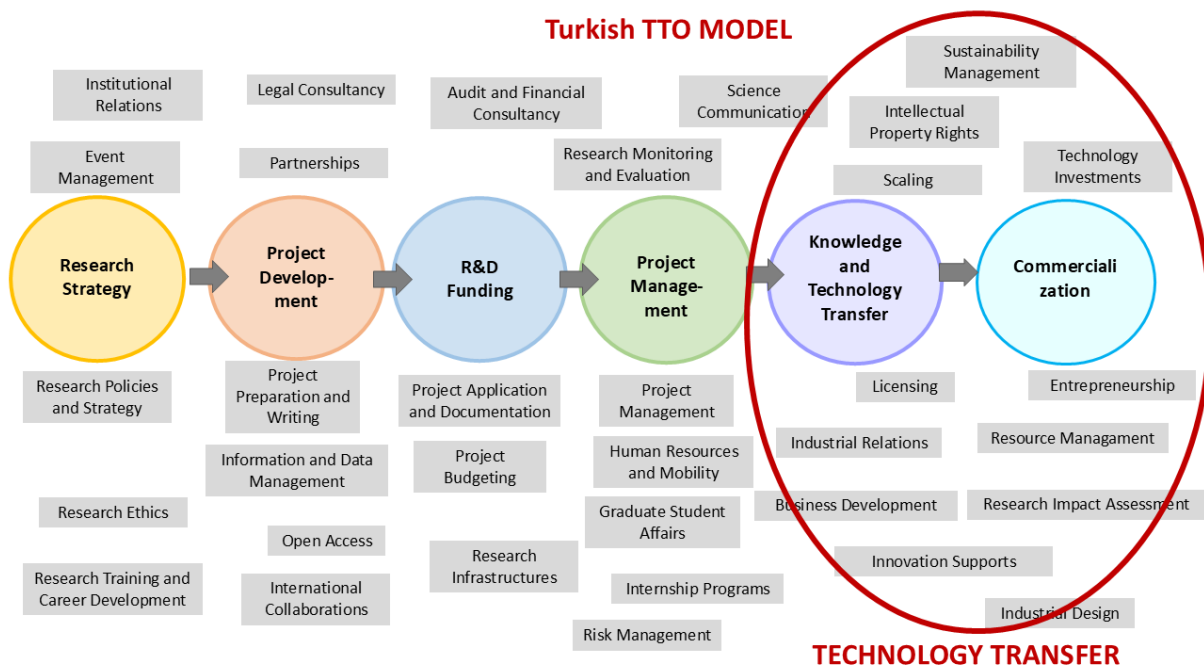 Turkish TTO MODEL
Sustainability
Management
Institutional
Relations
Legal Consultancy
Audit and Financial
Consultancy
Science
Communication
Intellectual
Property Rights
Event
Management
Partnerships
Research Monitoring
and Evaluation
Scaling
Technology
Investments
Research
Strategy
Project
Develop-
ment
R&D
Funding
Project
Manage-
ment
Knowledge
and
Technology
Transfer
Commerciali
zation
Research Policies
and Strategy
Project
Preparation and
Writing
Project Application
and Documentation
Project
Management
Licensing
Entrepreneurship
Information and Data
Management
Project
Budgeting
Human Resources
and Mobility
Industrial Relations
Resource Managament
Research Ethics
Open Access
Graduate Student
Affairs
Business Development
Research Impact Assessment
Research Training and
Career Development
International
Collaborations
Research
Infrastructures
Internship Programs
Innovation Supports
Risk Management
Industrial Design
TECHNOLOGY TRANSFER